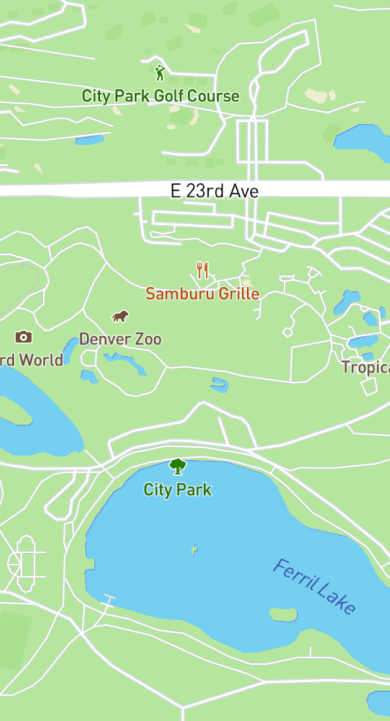 City Park Golf Course
E 23rd Ave
Samburu Grille
Denver Zoo
rd World
Tropica
City Park
Ferril Lake